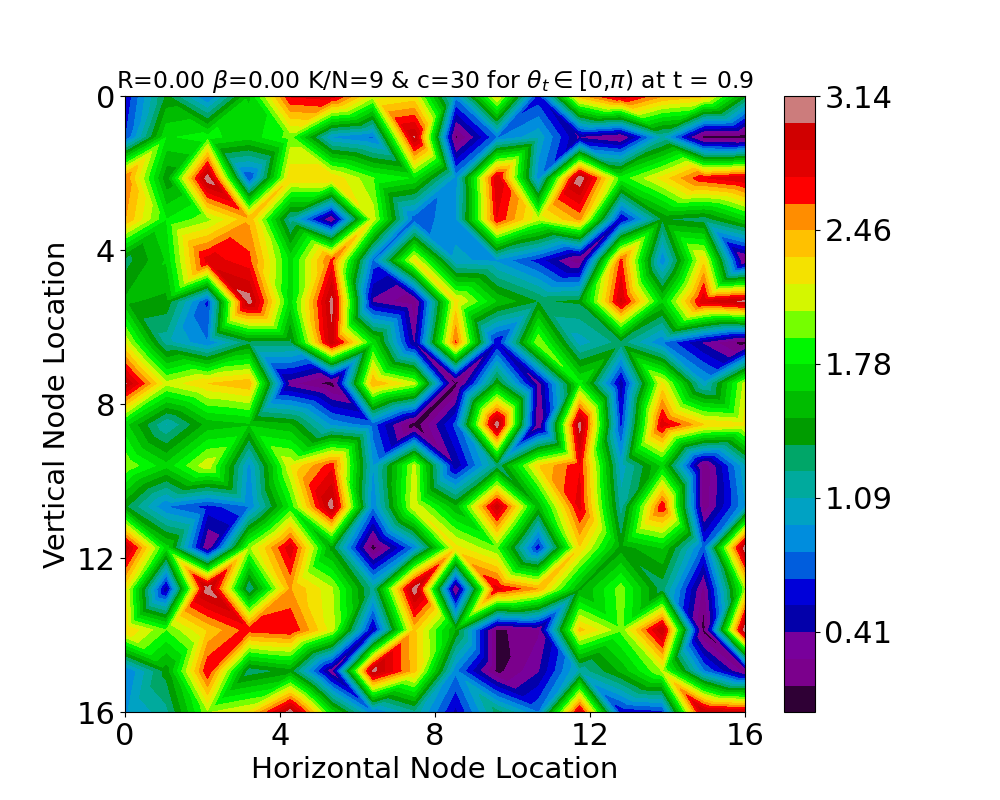 R=0.00 β=0.00 K/N=9 & c=30 for θ_t ∈ [0,π) at t = 0.9
0
4
8
12
16
Vertical Node Location
0 4 8 12 16
Horizontal Node Location
3.14
2.46
1.78
1.09
0.41